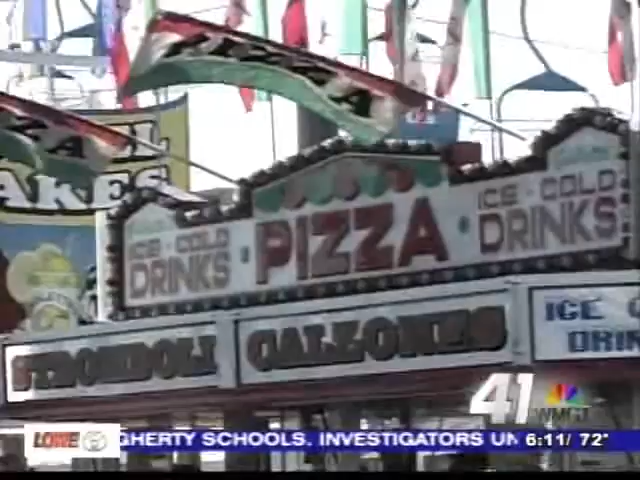 AKES
ICE - COLD
DRINKS
PIZZA
ICE - COLD
DRINKS
STROMBOLI
CALZONES
ICE
DRIN
41
WMGT
GHERTY SCHOOLS. INVESTIGATORS UN
6:11/ 72°